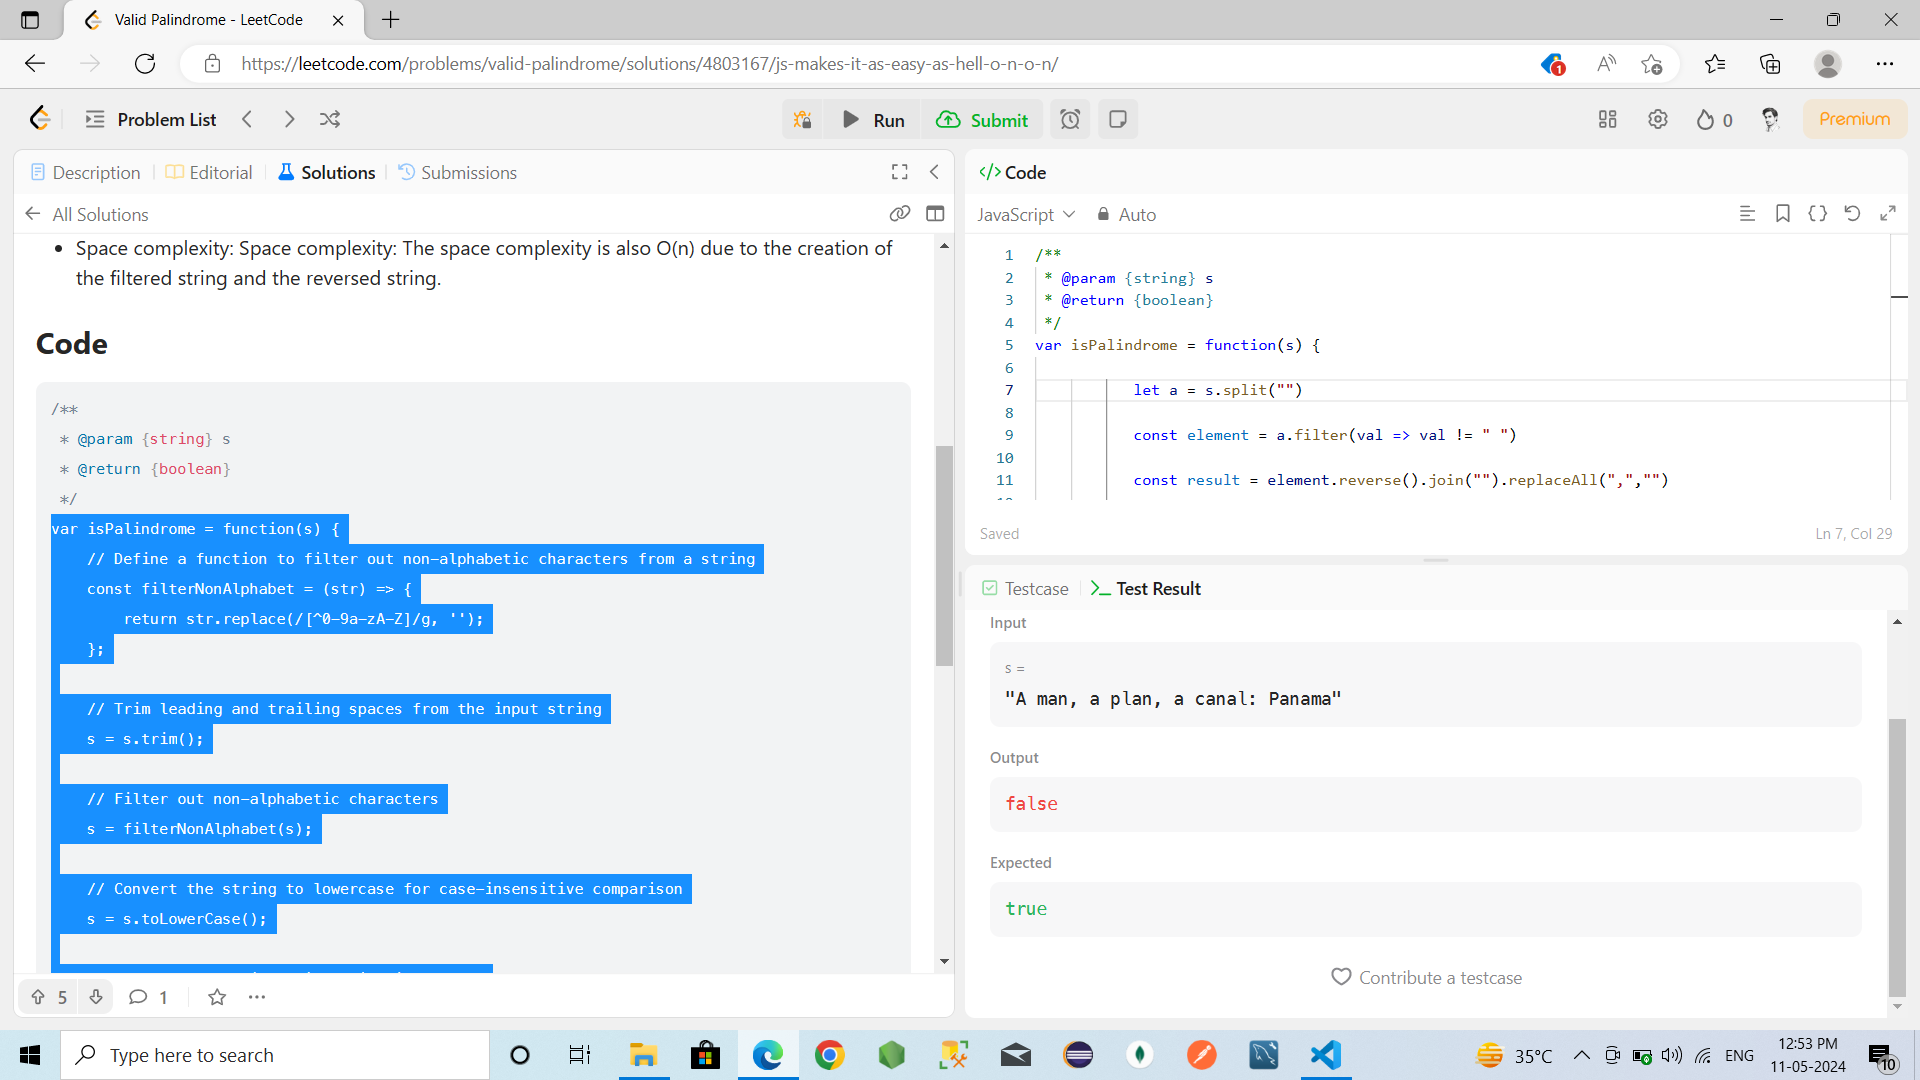 Valid Palindrome - LeetCode
https://leetcode.com/problems/valid-palindrome/solutions/4803167/js-makes-it-as-easy-as-hell-o-n-o-n/
1
Problem List
Run
Submit
0
Premium
Description
Editorial
Solutions
Submissions
All Solutions
Space complexity: Space complexity: The space complexity is also O(n) due to the creation of
the filtered string and the reversed string.
Code
/**
* @param {string} s
* @return {boolean}
*/
var isPalindrome = function(s) {
// Define a function to filter out non-alphabetic characters from a string
const filterNonAlphabet = (str) => {
return str.replace(/[^0-9a-zA-Z]/g, '');
};
// Trim leading and trailing spaces from the input string
s = s.trim();
// Filter out non-alphabetic characters
s = filterNonAlphabet(s);
// Convert the string to lowercase for case-insensitive comparison
s = s.toLowerCase();
5
1
</> Code
JavaScript
Auto
1 /**
2 * @param {string} s
3 * @return {boolean}
4 */
5 var isPalindrome = function(s) {
6
7 let a = s.split("")
8
9 const element = a.filter(val => val != " ")
10
11 const result = element.reverse().join("").replaceAll(",","")
Saved
Ln 7, Col 29
Testcase
Test Result
Input
s =
"A man, a plan, a canal: Panama"
Output
false
Expected
true
Contribute a testcase
Type here to search
35°C
ENG
12:53 PM
11-05-2024
10